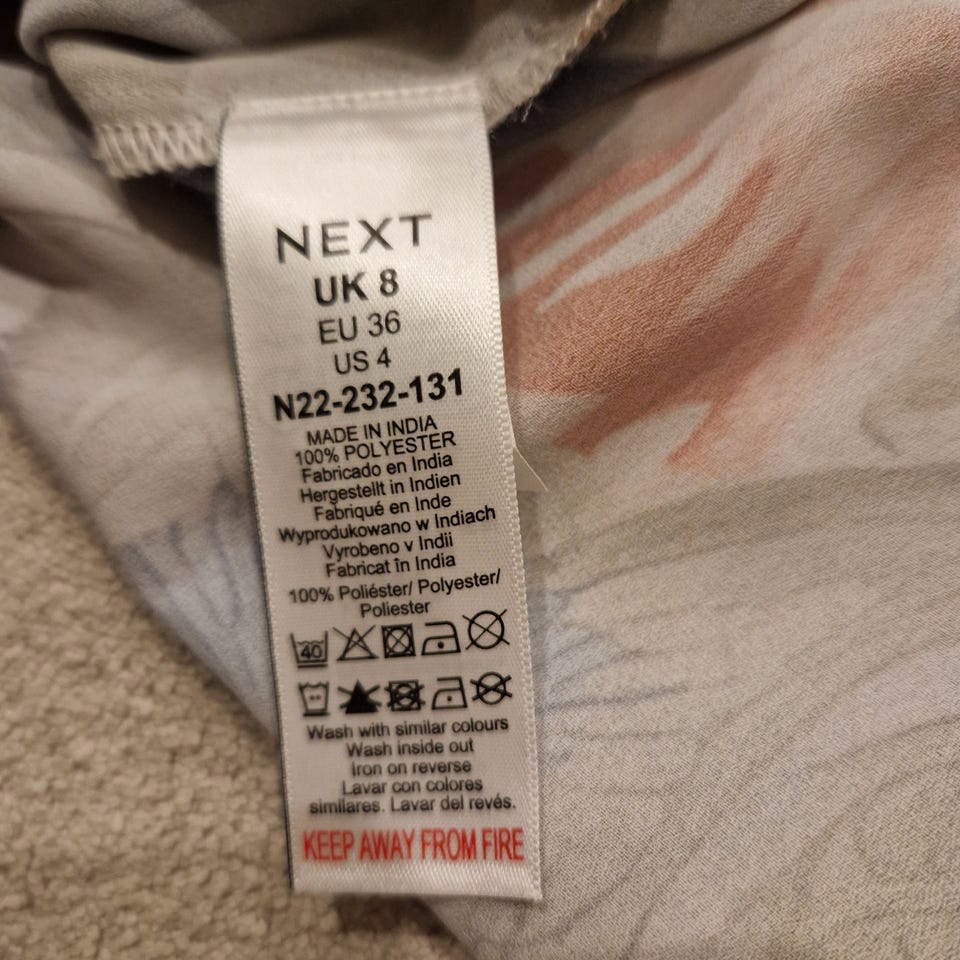 NEXT
UK 8
EU 36
US 4
N22-232-131
MADE IN INDIA
100% POLYESTER
Fabricado en India
Hergestellt in Indien
Fabriqué en Inde
Wyprodukowano w Indiach
Vyrobeno v Indii
Fabricat în India
100% Poliéster/ Polyester/
Poliester
40
Wash with similar colours
Wash inside out
Iron on reverse
Lavar con colores
similares. Lavar del revés.
KEEP AWAY FROM FIRE